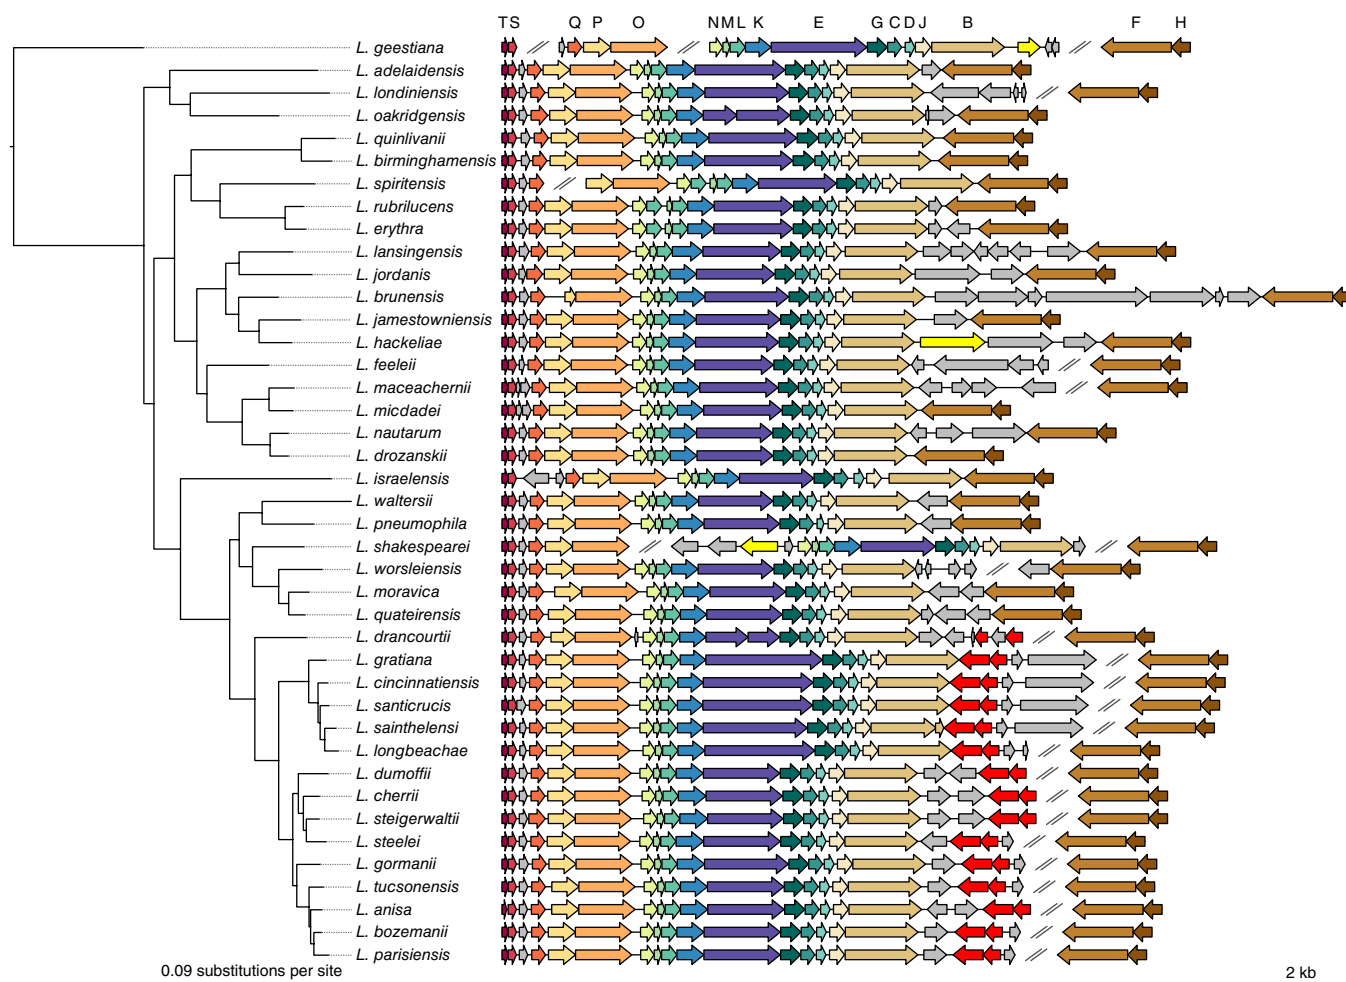 T S Q P O N M L K E G C D J B F H
L. geestiana
L. adelaidensis
L. londiniensis
L. oakridgensis
L. quinlivanii
L. birminghamensis
L. spiritensis
L. rubrilucens
L. erythra
L. lansingensis
L. jordanis
L. brunensis
L. jamestowniensis
L. hackeliae
L. feeleii
L. maceachernii
L. micdadei
L. nautarum
L. drozanskii
L. israelensis
L. waltersii
L. pneumophila
L. shakespearei
L. worsleiensis
L. moravica
L. quateirensis
L. drancourtii
L. gratiana
L. cincinnatiensis
L. santicrucis
L. sainthelensi
L. longbeachae
L. dumoffii
L. cherrii
L. steigerwaltii
L. steelei
L. gormanii
L. tucsonensis
L. anisa
L. bozemanii
L. parisiensis
0.09 substitutions per site 2 kb